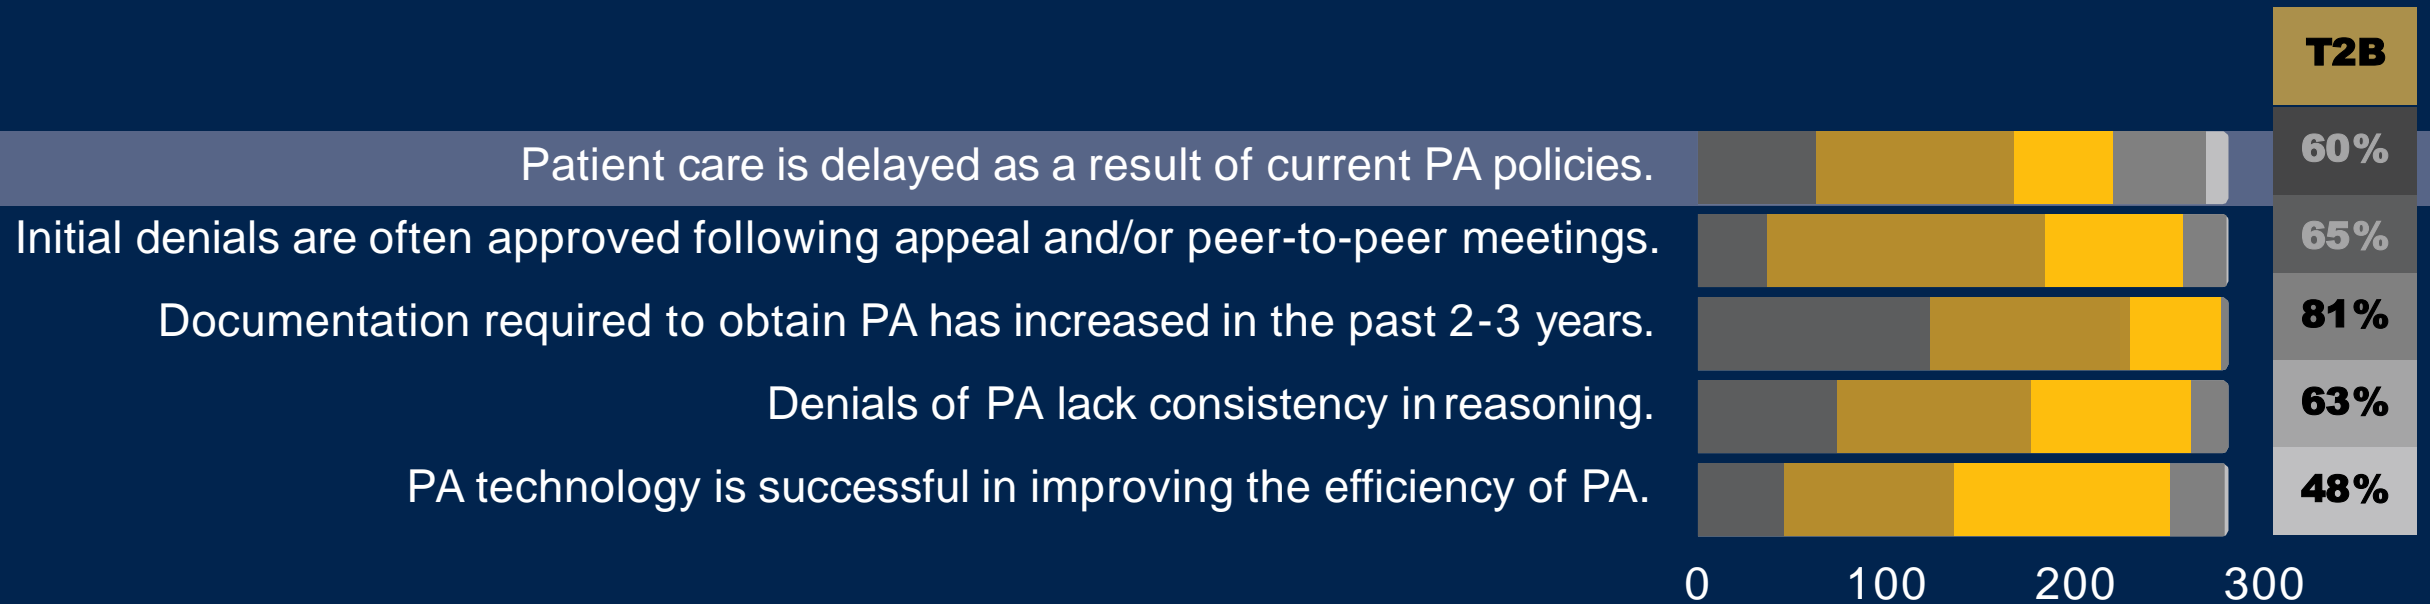 T2B
Patient care is delayed as a result of current PA policies. 60%
Initial denials are often approved following appeal and/or peer-to-peer meetings. 65%
Documentation required to obtain PA has increased in the past 2-3 years. 81%
Denials of PA lack consistency in reasoning. 63%
PA technology is successful in improving the efficiency of PA. 48%
0 100 200 300